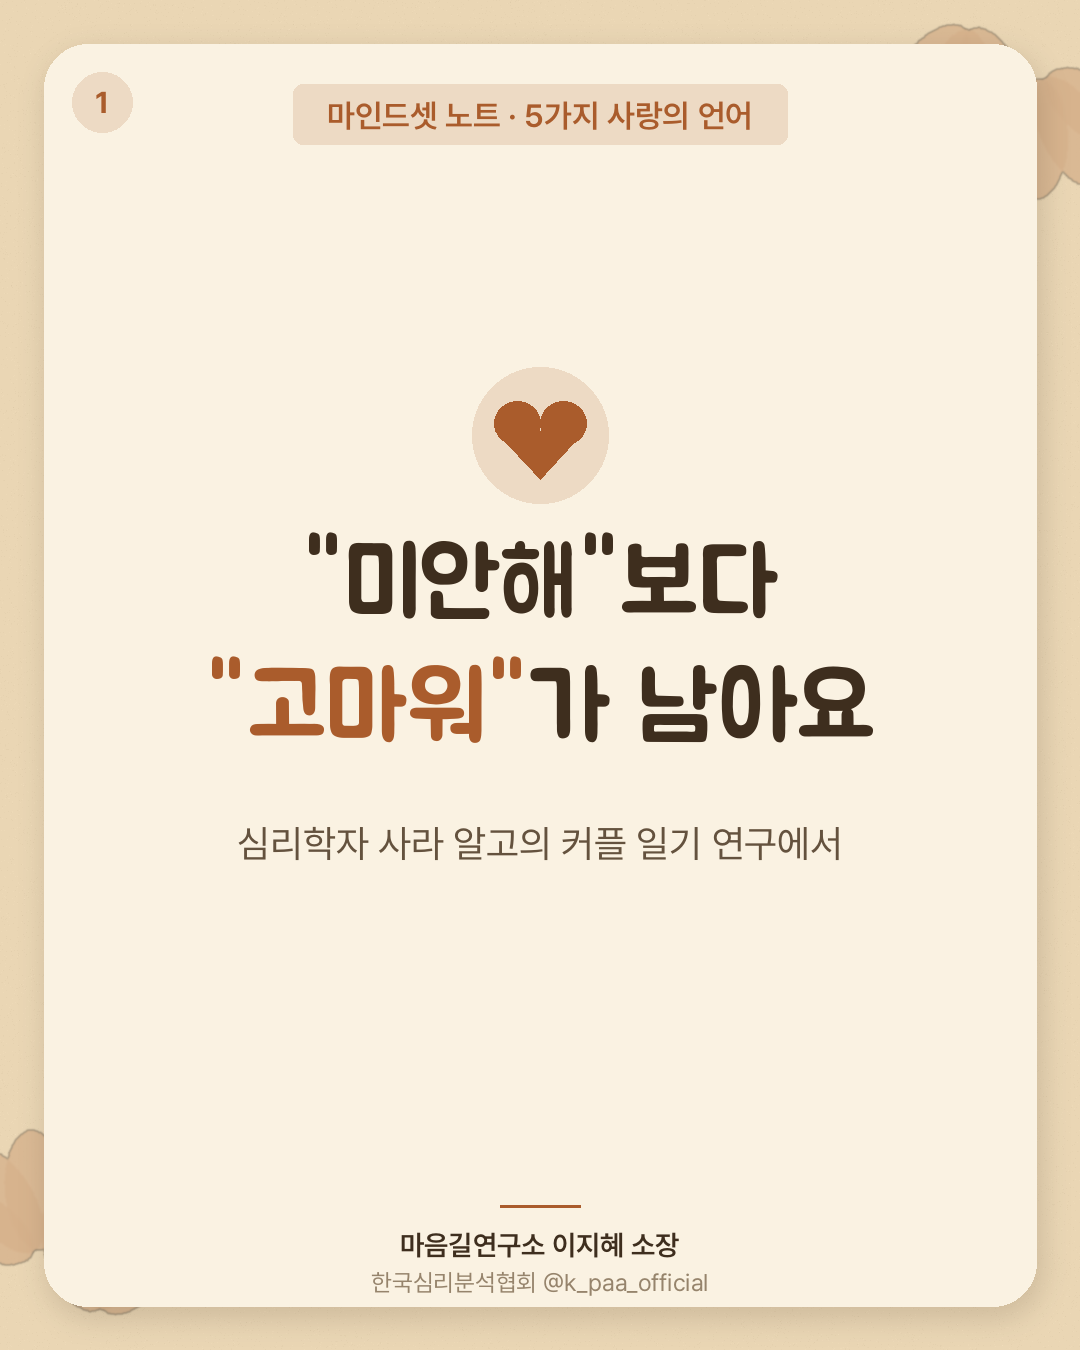 1
마인드셋 노트 · 5가지 사랑의 언어
"미안해"보다
"고마워"가 남아요
심리학자 사라 알고의 커플 일기 연구에서
마음길연구소 이지혜 소장
한국심리분석협회 @k_paa_official